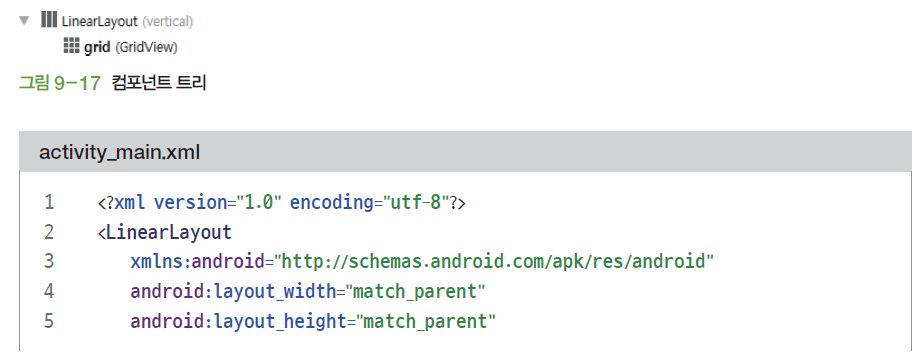 LinearLayout (vertical)
grid (GridView)
그림 9-17 컴포넌트 트리
activity_main.xml
1 <?xml version="1.0" encoding="utf-8"?>
2 <LinearLayout
3 xmlns:android="http://schemas.android.com/apk/res/android"
4 android:layout_width="match_parent"
5 android:layout_height="match_parent"